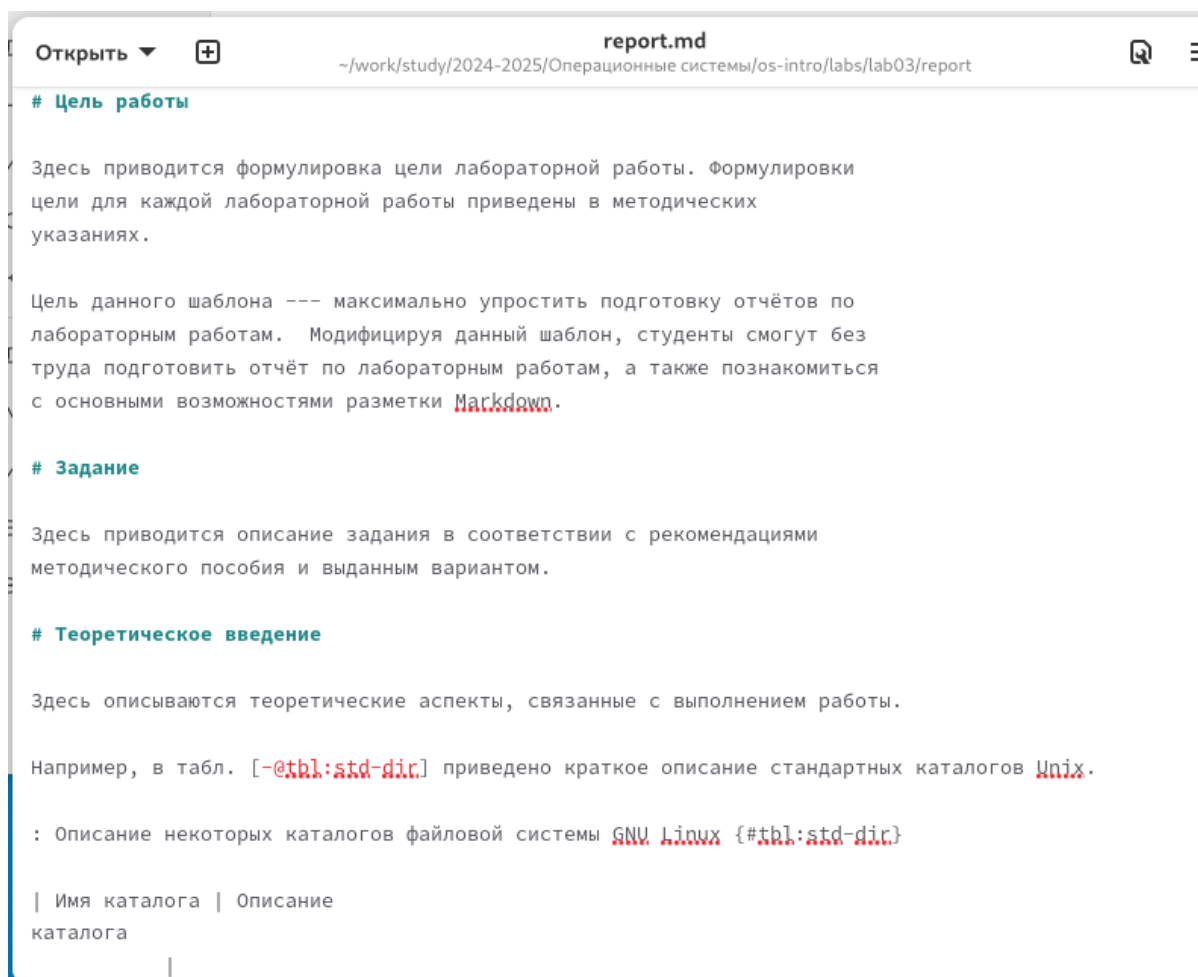 Открыть
report.md
~/work/study/2024-2025/Операционные системы/os-intro/labs/lab03/report
# Цель работы
Здесь приводится формулировка цели лабораторной работы. Формулировки
цели для каждой лабораторной работы приведены в методических
указаниях.
Цель данного шаблона --- максимально упростить подготовку отчётов по
лабораторным работам.  Модифицируя данный шаблон, студенты смогут без
труда подготовить отчёт по лабораторным работам, а также познакомиться
с основными возможностями разметки Markdown.
# Задание
Здесь приводится описание задания в соответствии с рекомендациями
методического пособия и выданным вариантом.
# Теоретическое введение
Здесь описываются теоретические аспекты, связанные с выполнением работы.
Например, в табл. [-@tbl:std-dir] приведено краткое описание стандартных каталогов Unix.
: Описание некоторых каталогов файловой системы GNU Linux {#tbl:std-dir}
| Имя каталога | Описание
каталога
|